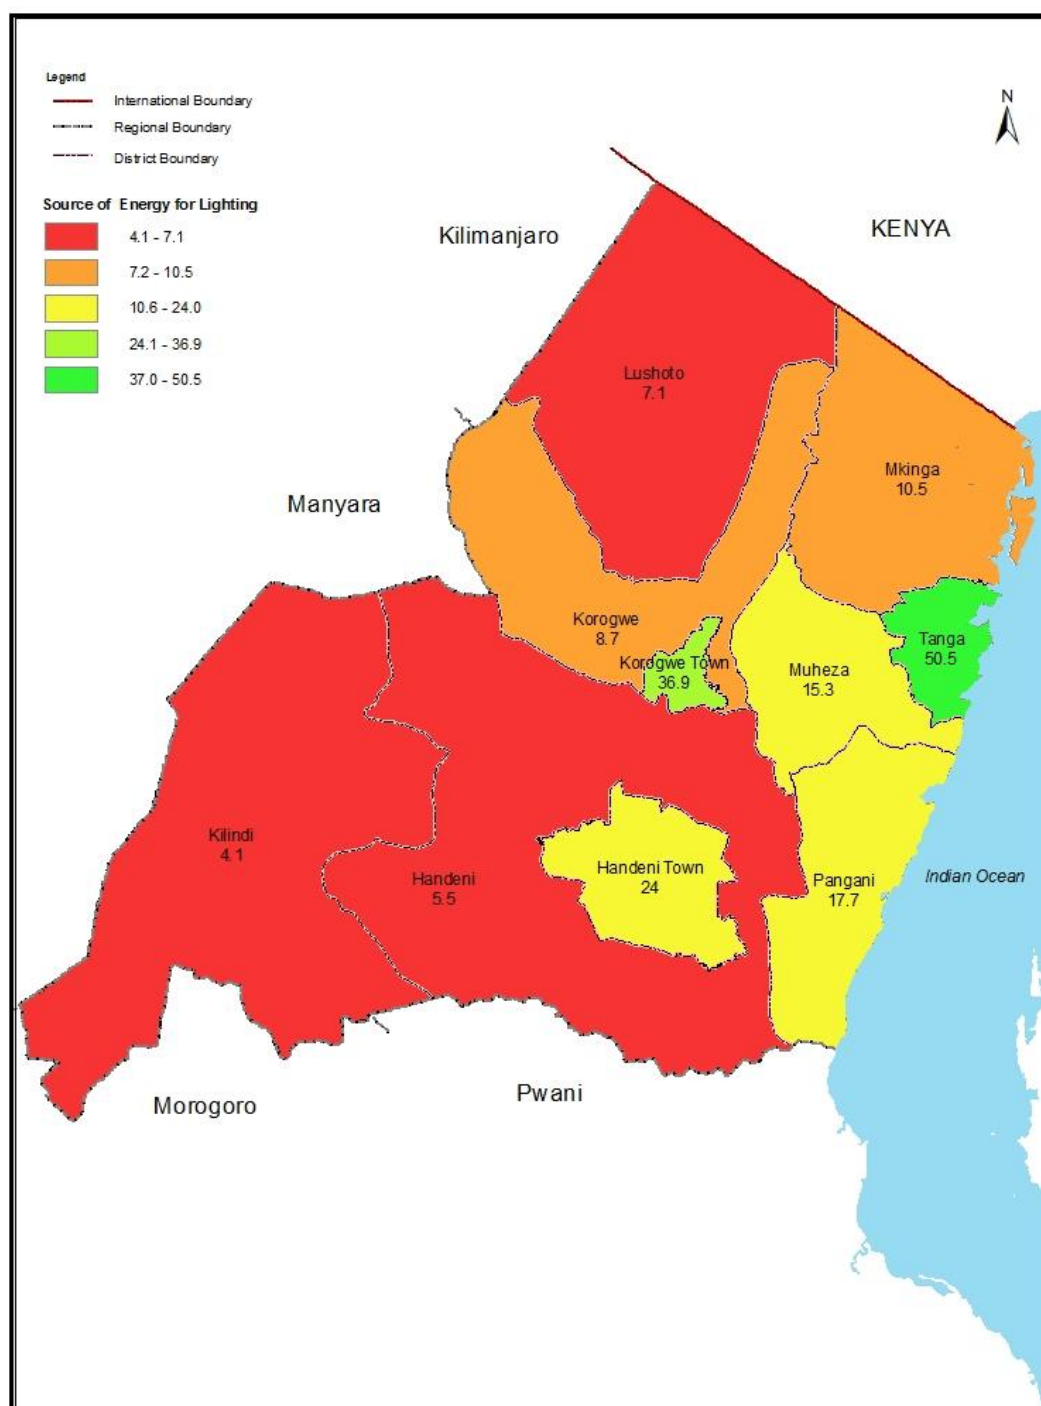 Legend
International Boundary
Regional Boundary
District Boundary
Source of Energy for Lighting
4.1 - 7.1
7.2 - 10.5
10.6 - 24.0
24.1 - 36.9
37.0 - 50.5
N
KENYA
Kilimanjaro
Lushoto
7.1
Mkinga
10.5
Manyara
Korogwe
8.7
Korogwe Town
36.9
Tanga
50.5
Muheza
15.3
Kilindi
4.1
Handeni
5.5
Handeni Town
24
Pangani
17.7
Indian Ocean
Morogoro
Pwani